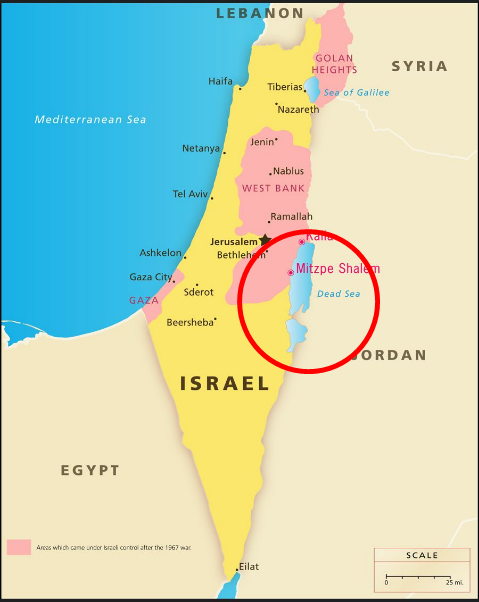 LEBANON
GOLAN
HEIGHTS
SYRIA
Haifa
Tiberias
Sea of Galilee
Mediterranean Sea
Nazareth
Jenin
Netanya
Nablus
WEST BANK
Tel Aviv
Ramallah
Jerusalem
Bethlehem
Ashkelon
Mitzpe Shalem
Gaza City
Dead Sea
GAZA
Sderot
Beersheba
JORDAN
ISRAEL
EGYPT
Areas which came under Israeli control after the 1967 war.
SCALE
Eilat
0
25 mi.